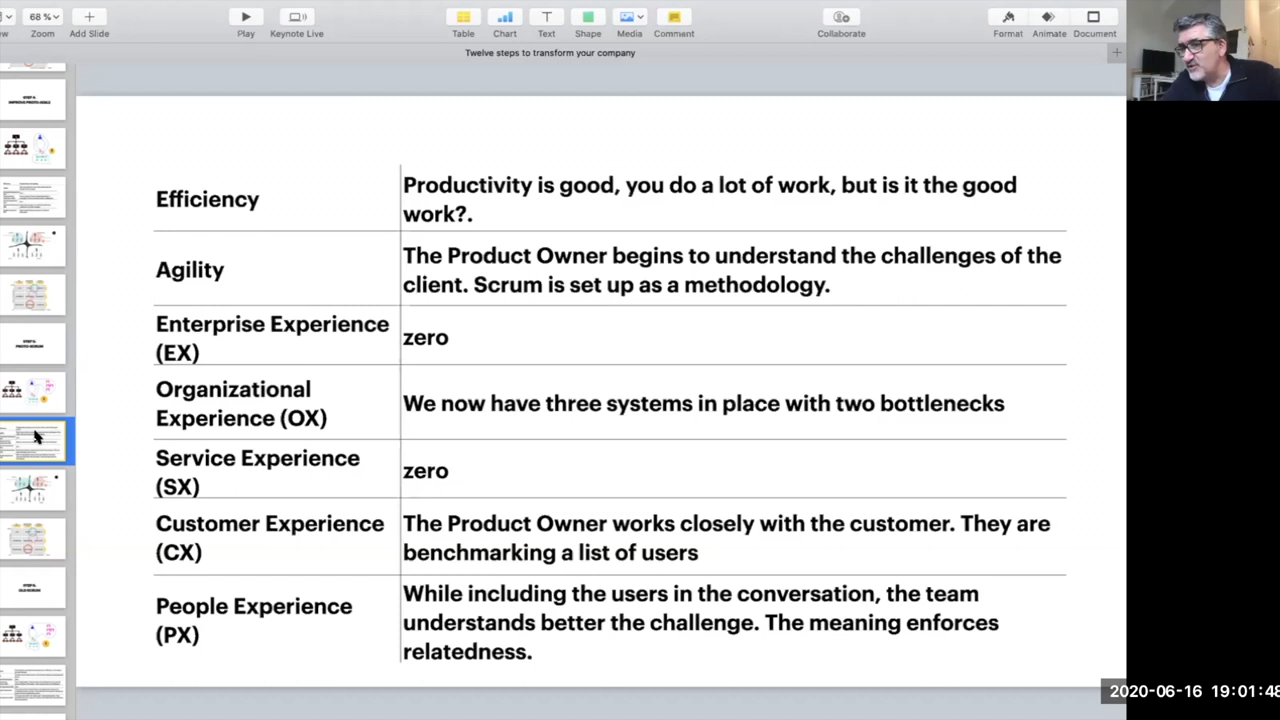 68 %
Zoom
Add Slide
Play
Keynote Live
Table
Chart
Text
Shape
Media
Comment
Collaborate
Format
Animate
Document
Twelve steps to transform your company
Efficiency
Productivity is good, you do a lot of work, but is it the good
work?.
Agility
The Product Owner begins to understand the challenges of the
client. Scrum is set up as a methodology.
Enterprise Experience
(EX)
zero
Organizational
Experience (OX)
We now have three systems in place with two bottlenecks
Service Experience
(SX)
zero
Customer Experience
(CX)
The Product Owner works closely with the customer. They are
benchmarking a list of users
People Experience
(PX)
While including the users in the conversation, the team
understands better the challenge. The meaning enforces
relatedness.
2020-06-16 19:01:48